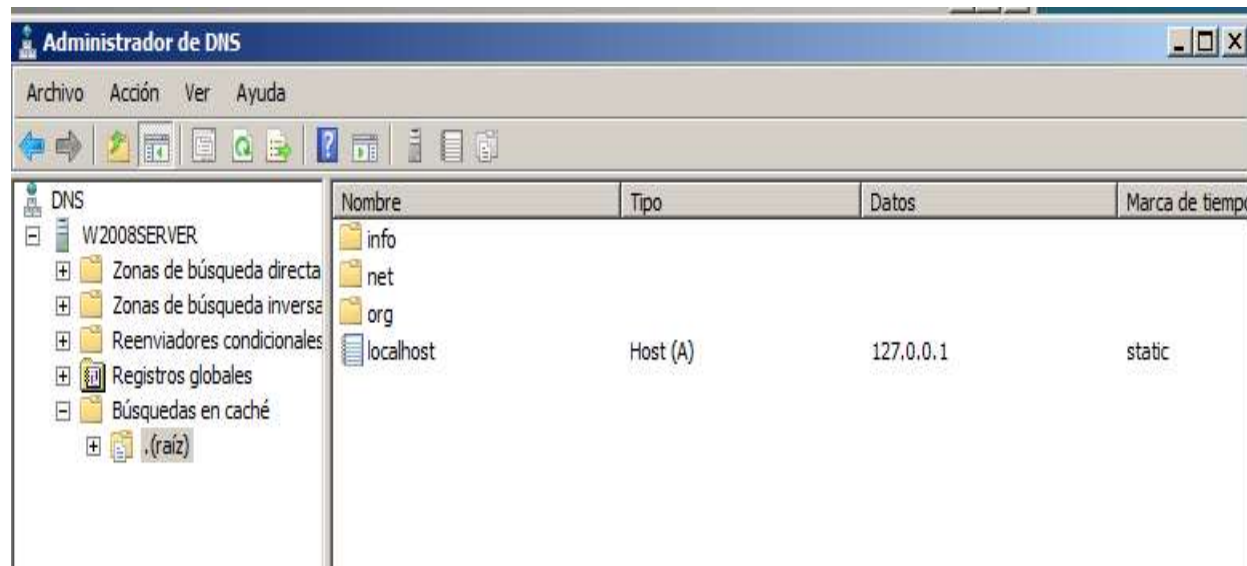 Administrador de DNS
Archivo Acción Ver Ayuda
DNS
W2008SERVER
Zonas de búsqueda directa
Zonas de búsqueda inversa
Reenviadores condicionales
Registros globales
Búsquedas en caché
.(raíz)
Nombre Tipo Datos Marca de tiempo
info
net
org
localhost Host (A) 127.0.0.1 static